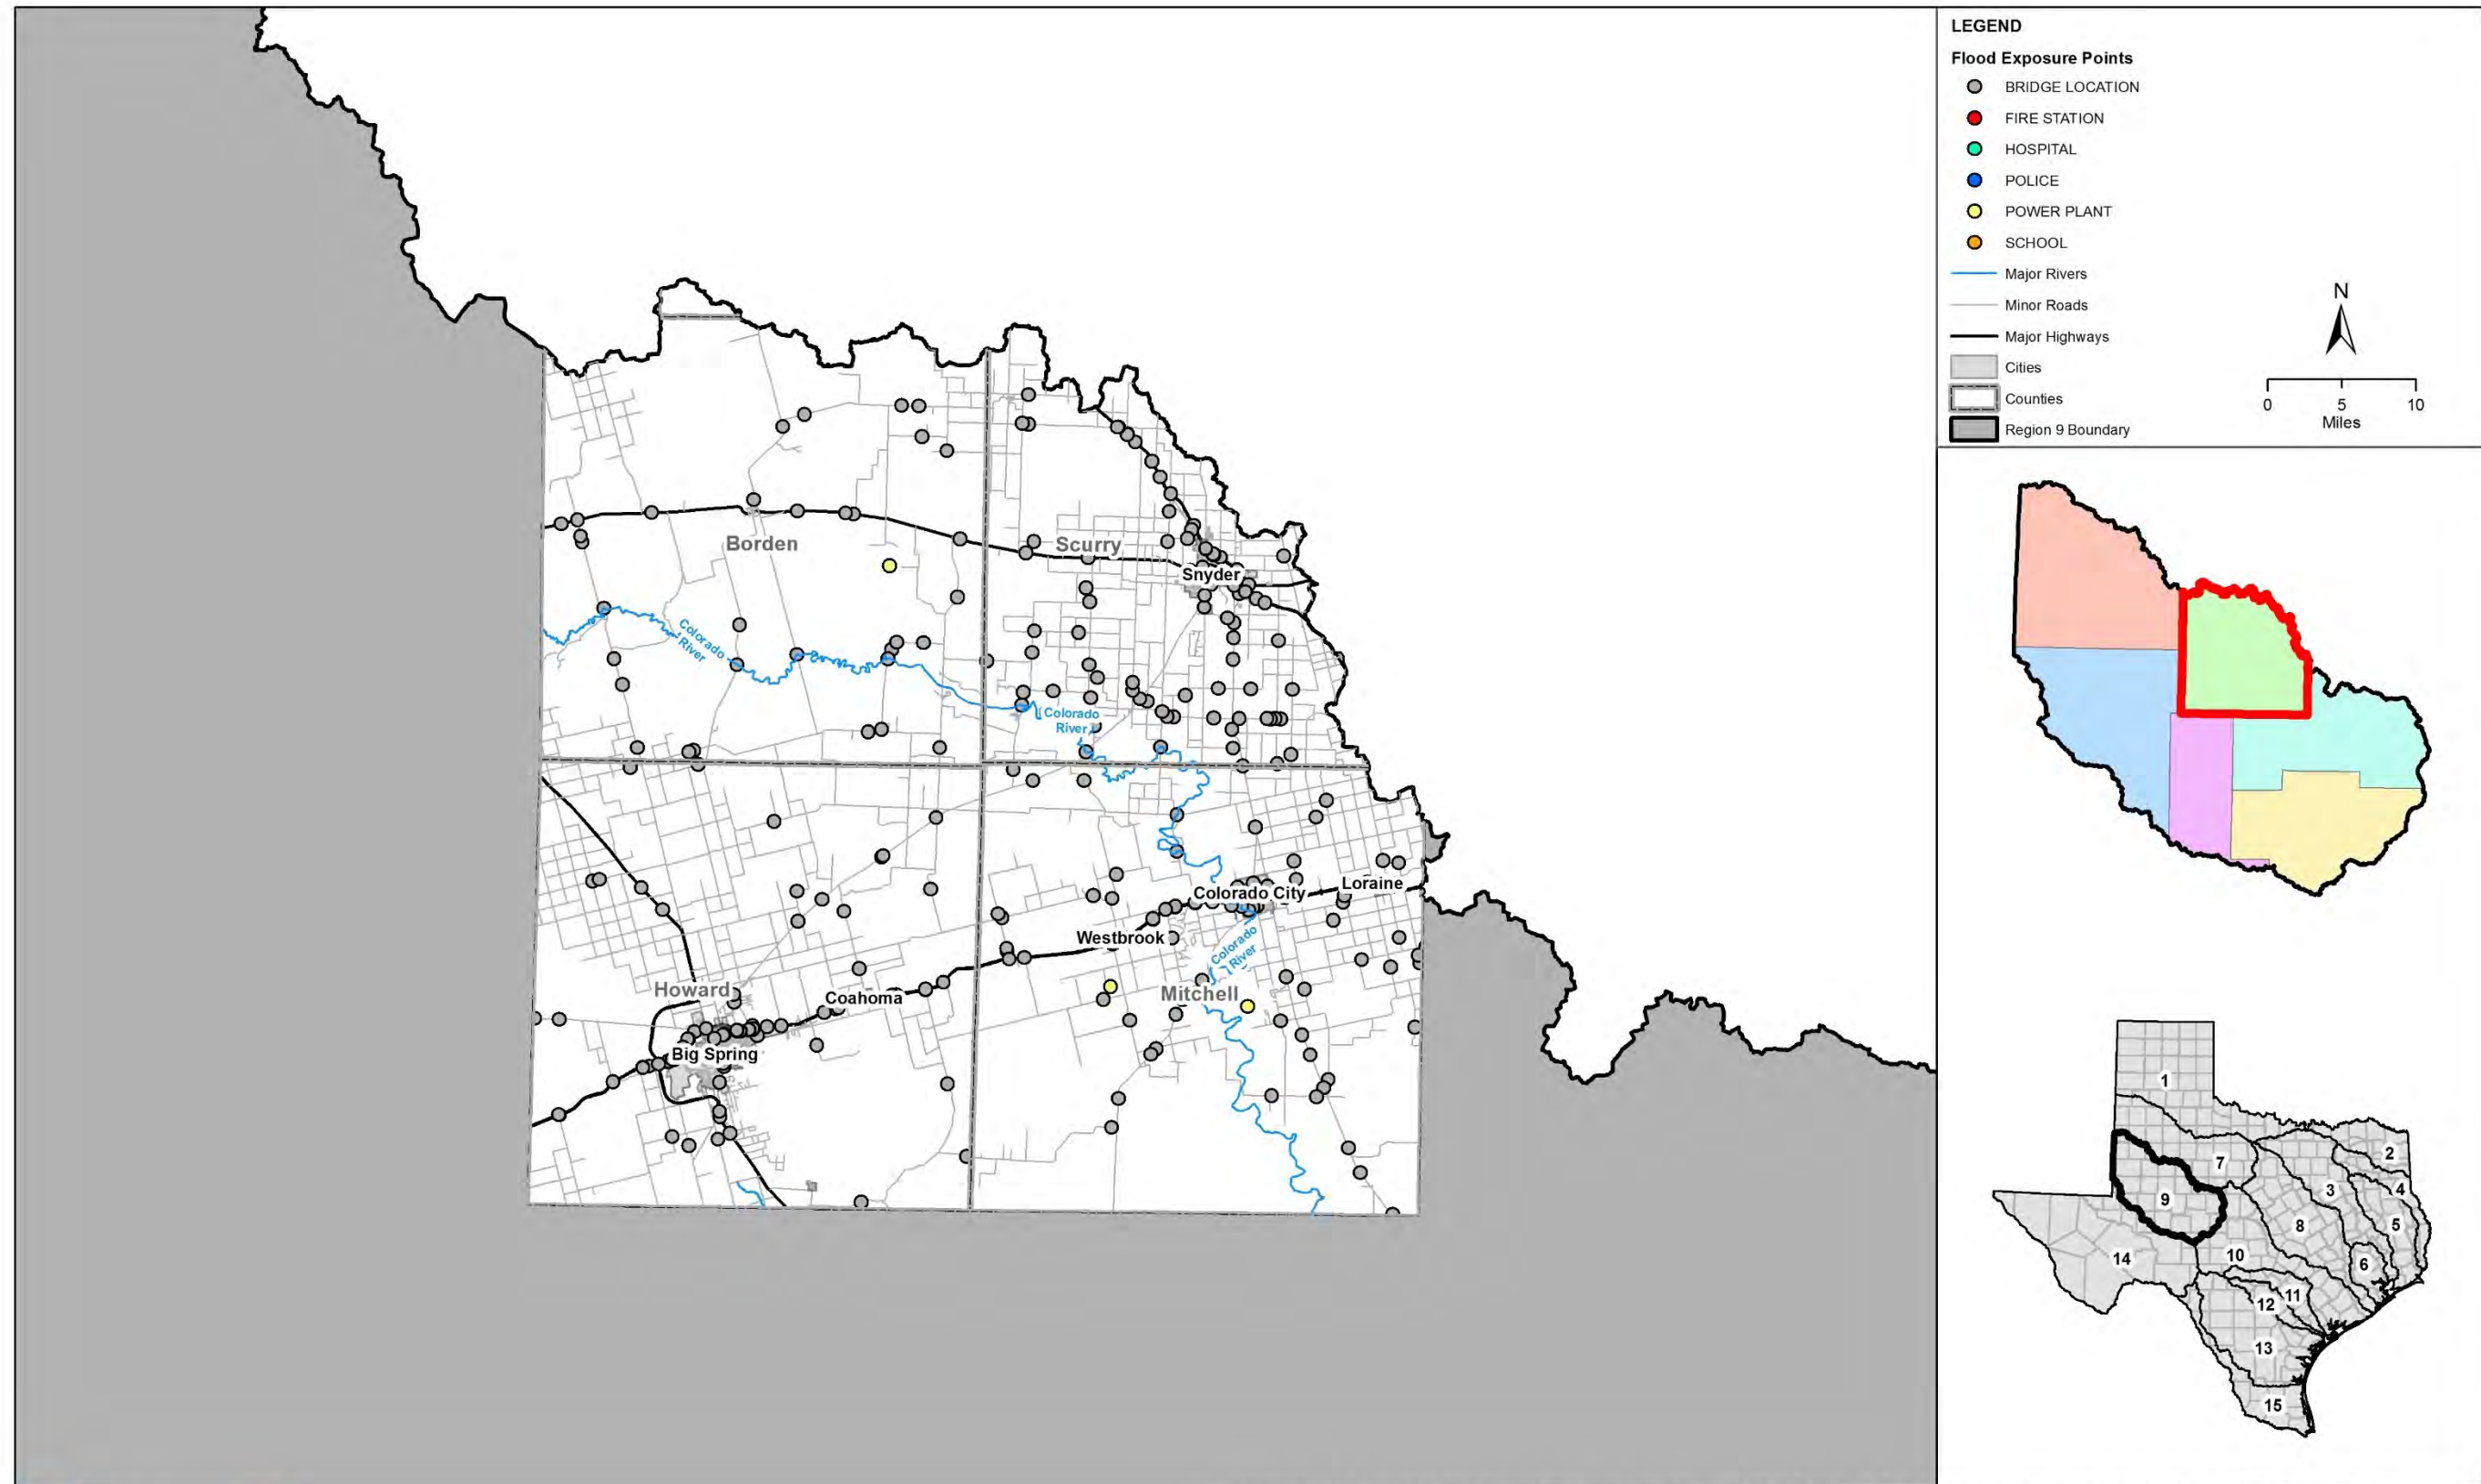 LEGEND
Flood Exposure Points
BRIDGE LOCATION
FIRE STATION
HOSPITAL
POLICE
POWER PLANT
SCHOOL
Major Rivers
Minor Roads
Major Highways
Cities
Counties
Region 9 Boundary
N
0 5 10
Miles
Borden
Scurry
Snyder
Colorado
River
Colorado
River
Colorado City
Loraine
Westbrook
Colorado
River
Howard
Coahoma
Mitchell
Big Spring
1
2
7
3
4
9
8
5
14
10
6
11
12
13
15